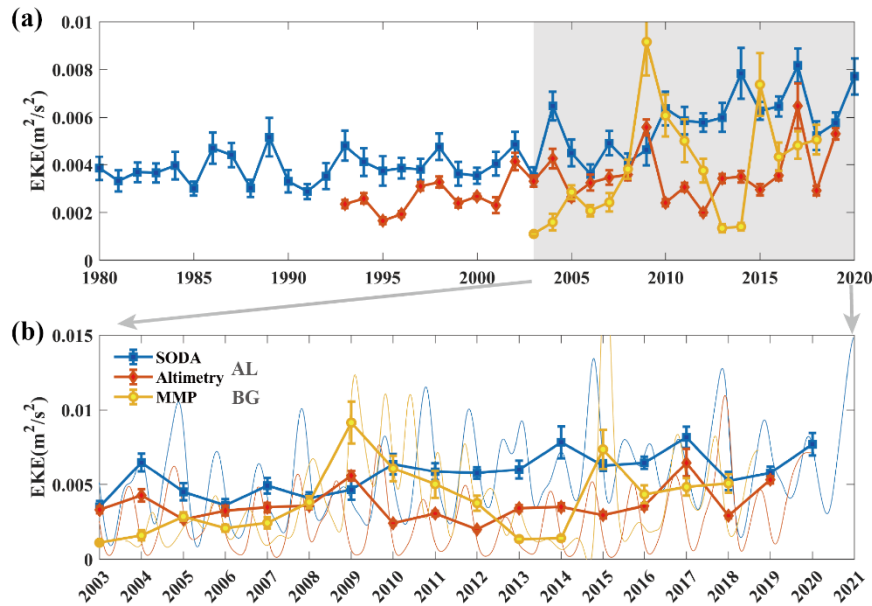 (a)
EKE(m²/s²)
0.01
0.008
0.006
0.004
0.002
0
1980 1985 1990 1995 2000 2005 2010 2015 2020
(b)
EKE(m²/s²)
0.015
0.01
0.005
0
SODA
Altimetry AL
MMP BG
2003 2004 2005 2006 2007 2008 2009 2010 2011 2012 2013 2014 2015 2016 2017 2018 2019 2020 2021